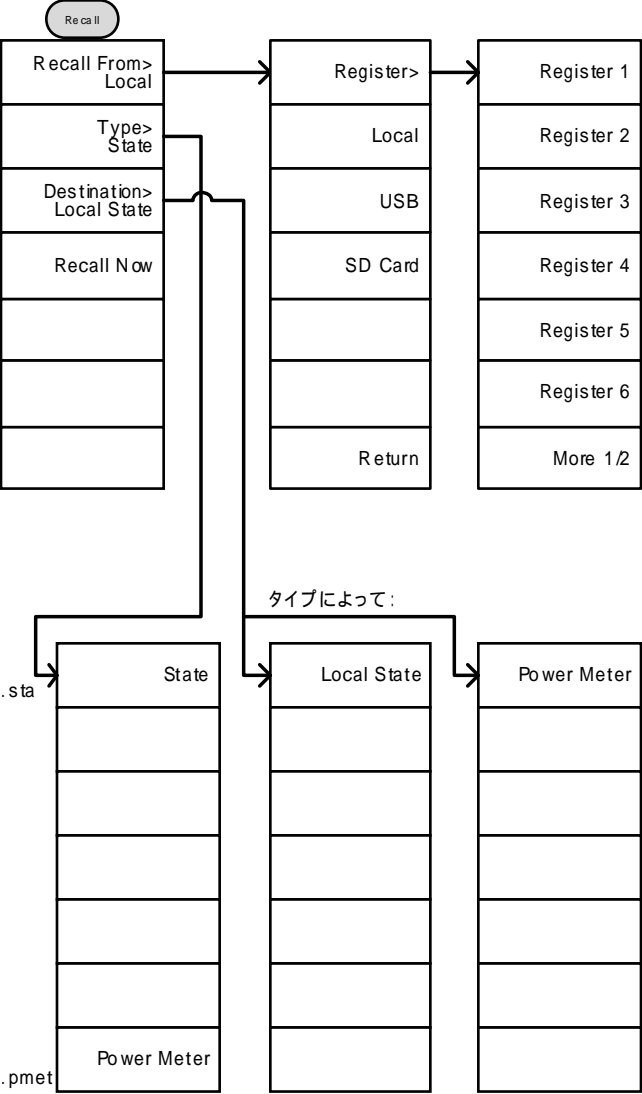 Recall
Recall From>
Local
Type>
State
Destination>
Local State
Recall Now
Register>
Local
USB
SD Card
Return
Register 1
Register 2
Register 3
Register 4
Register 5
Register 6
More 1/2
タイプによって:
.sta
State
Power Meter
.pmet
Local State
Power Meter